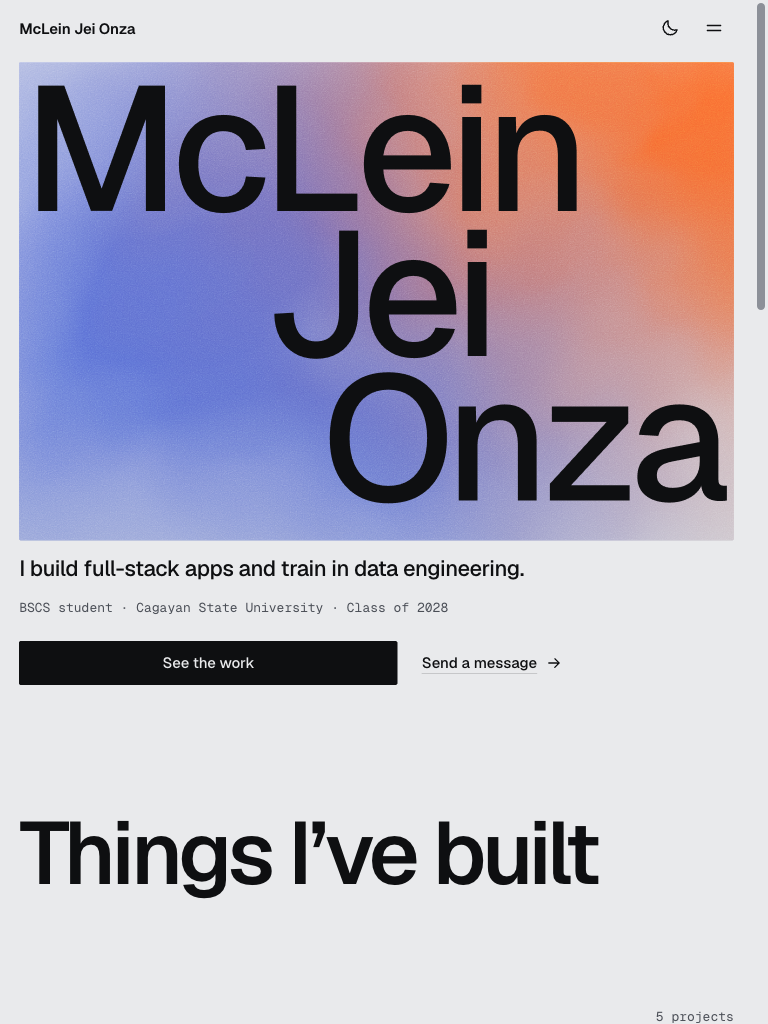 McLein Jei Onza
McLein
Jei
Onza
I build full-stack apps and train in data engineering.
BSCS student · Cagayan State University · Class of 2028
See the work
Send a message →
Things I’ve built
5 projects